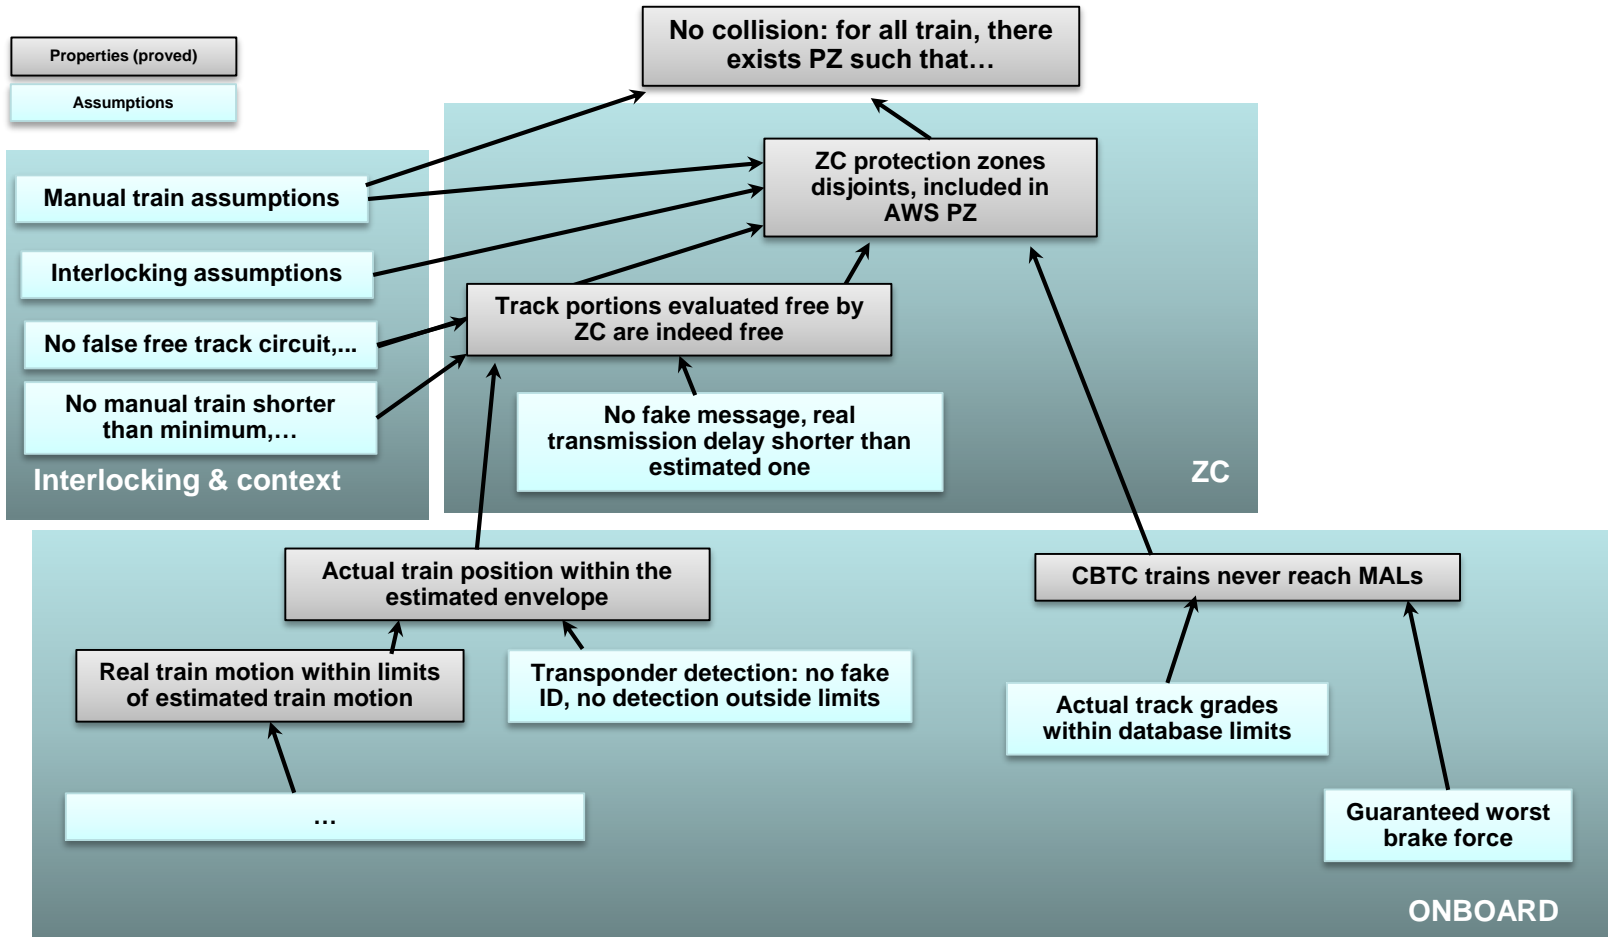 No collision: for all train, there
exists PZ such that…
Properties (proved)
Assumptions
ZC protection zones
disjoints, included in
AWS PZ
Manual train assumptions
Interlocking assumptions
Track portions evaluated free by
ZC are indeed free
No false free track circuit,...
No manual train shorter
than minimum,…
No fake message, real
transmission delay shorter than
estimated one
Interlocking & context
ZC
Actual train position within the
estimated envelope
CBTC trains never reach MALs
Real train motion within limits
of estimated train motion
Transponder detection: no fake
ID, no detection outside limits
Actual track grades
within database limits
…
Guaranteed worst
brake force
ONBOARD